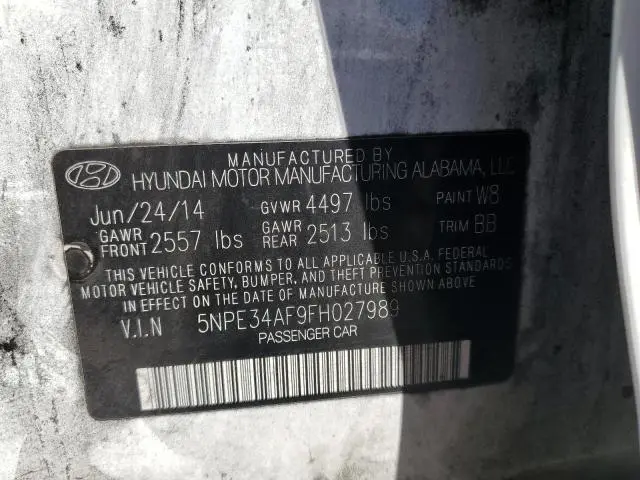 MANUFACTURED BY
HYUNDAI MOTOR MANUFACTURING ALABAMA, LLC
Jun/24/14 GVWR 4497 lbs PAINT W8
GAWR FRONT 2557 lbs GAWR REAR 2513 lbs TRIM BB
THIS VEHICLE CONFORMS TO ALL APPLICABLE U.S.A. FEDERAL
MOTOR VEHICLE SAFETY, BUMPER, AND THEFT PREVENTION STANDARDS
IN EFFECT ON THE DATE OF MANUFACTURE SHOWN ABOVE.
V.I.N 5NPE34AF9FH027989
PASSENGER CAR